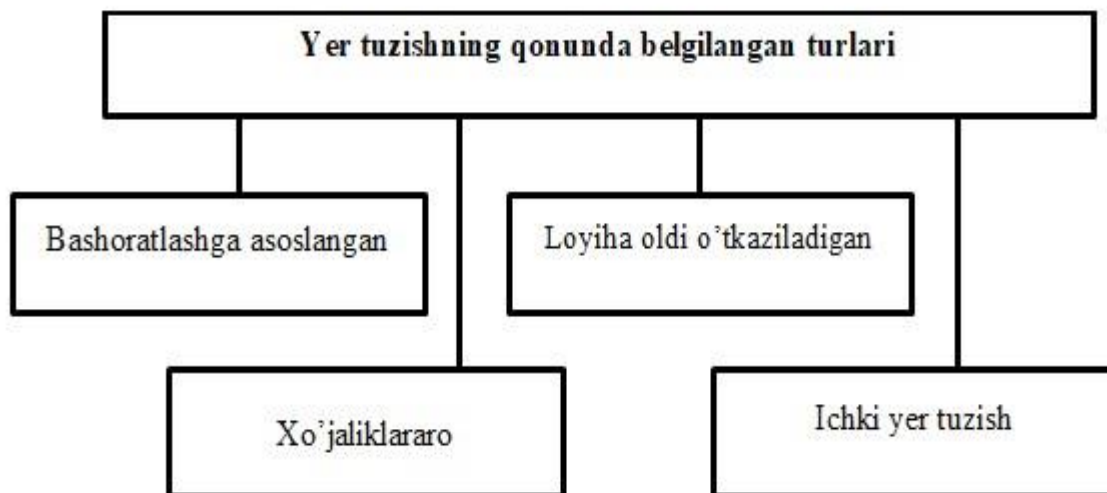 Yer tuzishning qonunda belgilangan turlari
Bashoratlashga asoslangan
Loyiha oldi o’tkaziladigan
Xo’jaliklararo
Ichki yer tuzish